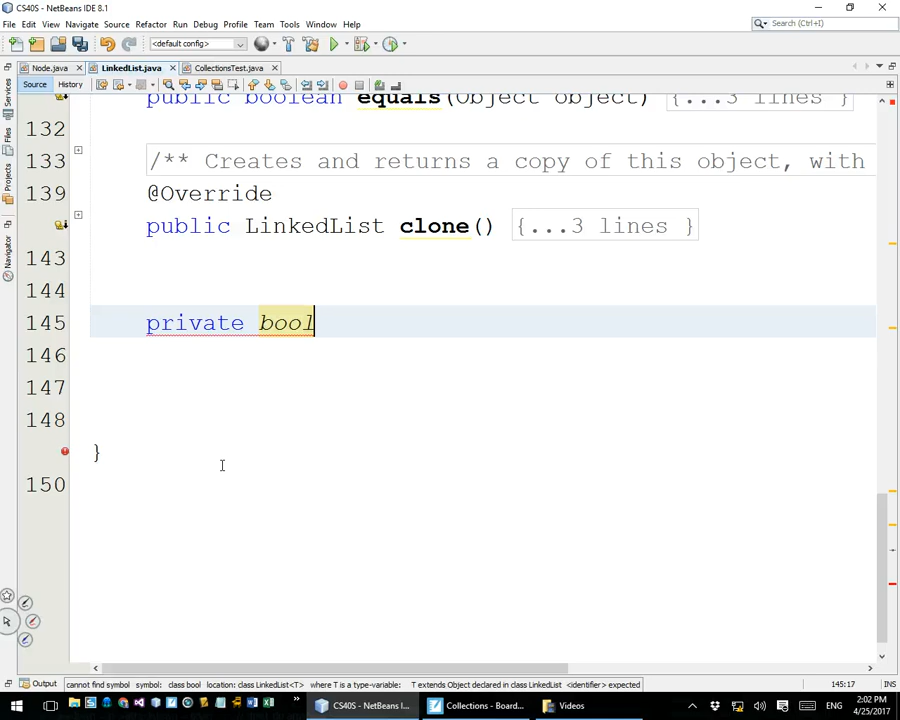 CS40S - NetBeans IDE 8.1
File Edit View Navigate Source Refactor Run Debug Profile Team Tools Window Help
Search (Ctrl+I)
<default config>
Node.java LinkedList.java CollectionsTest.java
Source History
Services
Files
Projects
Navigator
public boolean equals(Object object) {...3 lines }
132
133 /** Creates and returns a copy of this object, with
139 @Override
public LinkedList clone() {...3 lines }
143
144
145 private bool
146
147
148
}
150
Output cannot find symbol symbol: class bool location: class LinkedList<T> where T is a type-variable: T extends Object declared in class LinkedList <identifier> expected 145:17 INS
CS40S - NetBeans I... Collections - Board... Videos ENG 2:02 PM
4/25/2017